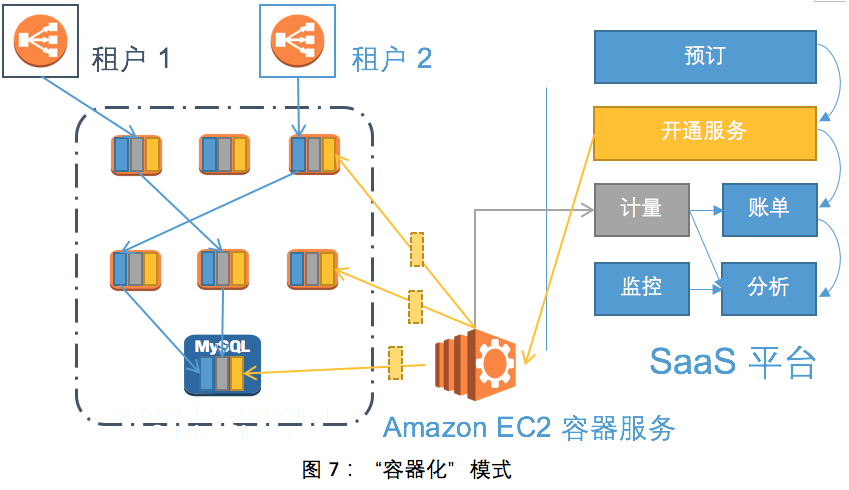 租户 1
租户 2
预订
开通服务
计量
账单
监控
分析
MySQL
SaaS 平台
Amazon EC2 容器服务
图 7： “容器化” 模式